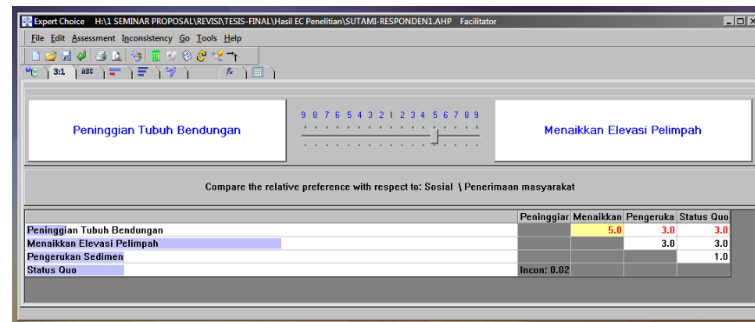 Expert Choice H:\1 SEMINAR PROPOSAL\REVISI\TESIS-FINAL\Hasil EC Penelitian\SUTAMI-RESPONDEN1.AHP Facilitator
File Edit Assessment Inconsistency Go Tools Help
3:1 ABC
Peninggian Tubuh Bendungan
9 8 7 6 5 4 3 2 1 2 3 4 5 6 7 8 9
Menaikkan Elevasi Pelimpah
Compare the relative preference with respect to: Sosial \ Penerimaan masyarakat
Peninggiar Menaikkan Pengeruka Status Quo
Peninggian Tubuh Bendungan 5.0 3.0 3.0
Menaikkan Elevasi Pelimpah 3.0 3.0
Pengerukan Sedimen 1.0
Status Quo Incon: 0.02